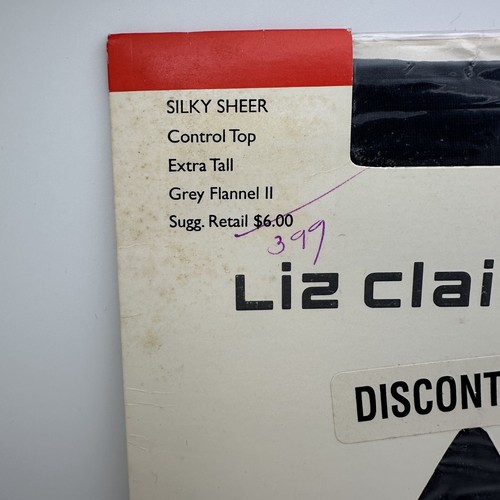 SILKY SHEER
Control Top
Extra Tall
Grey Flannel II
Sugg. Retail $6.00
399
Liz Clai
DISCONT